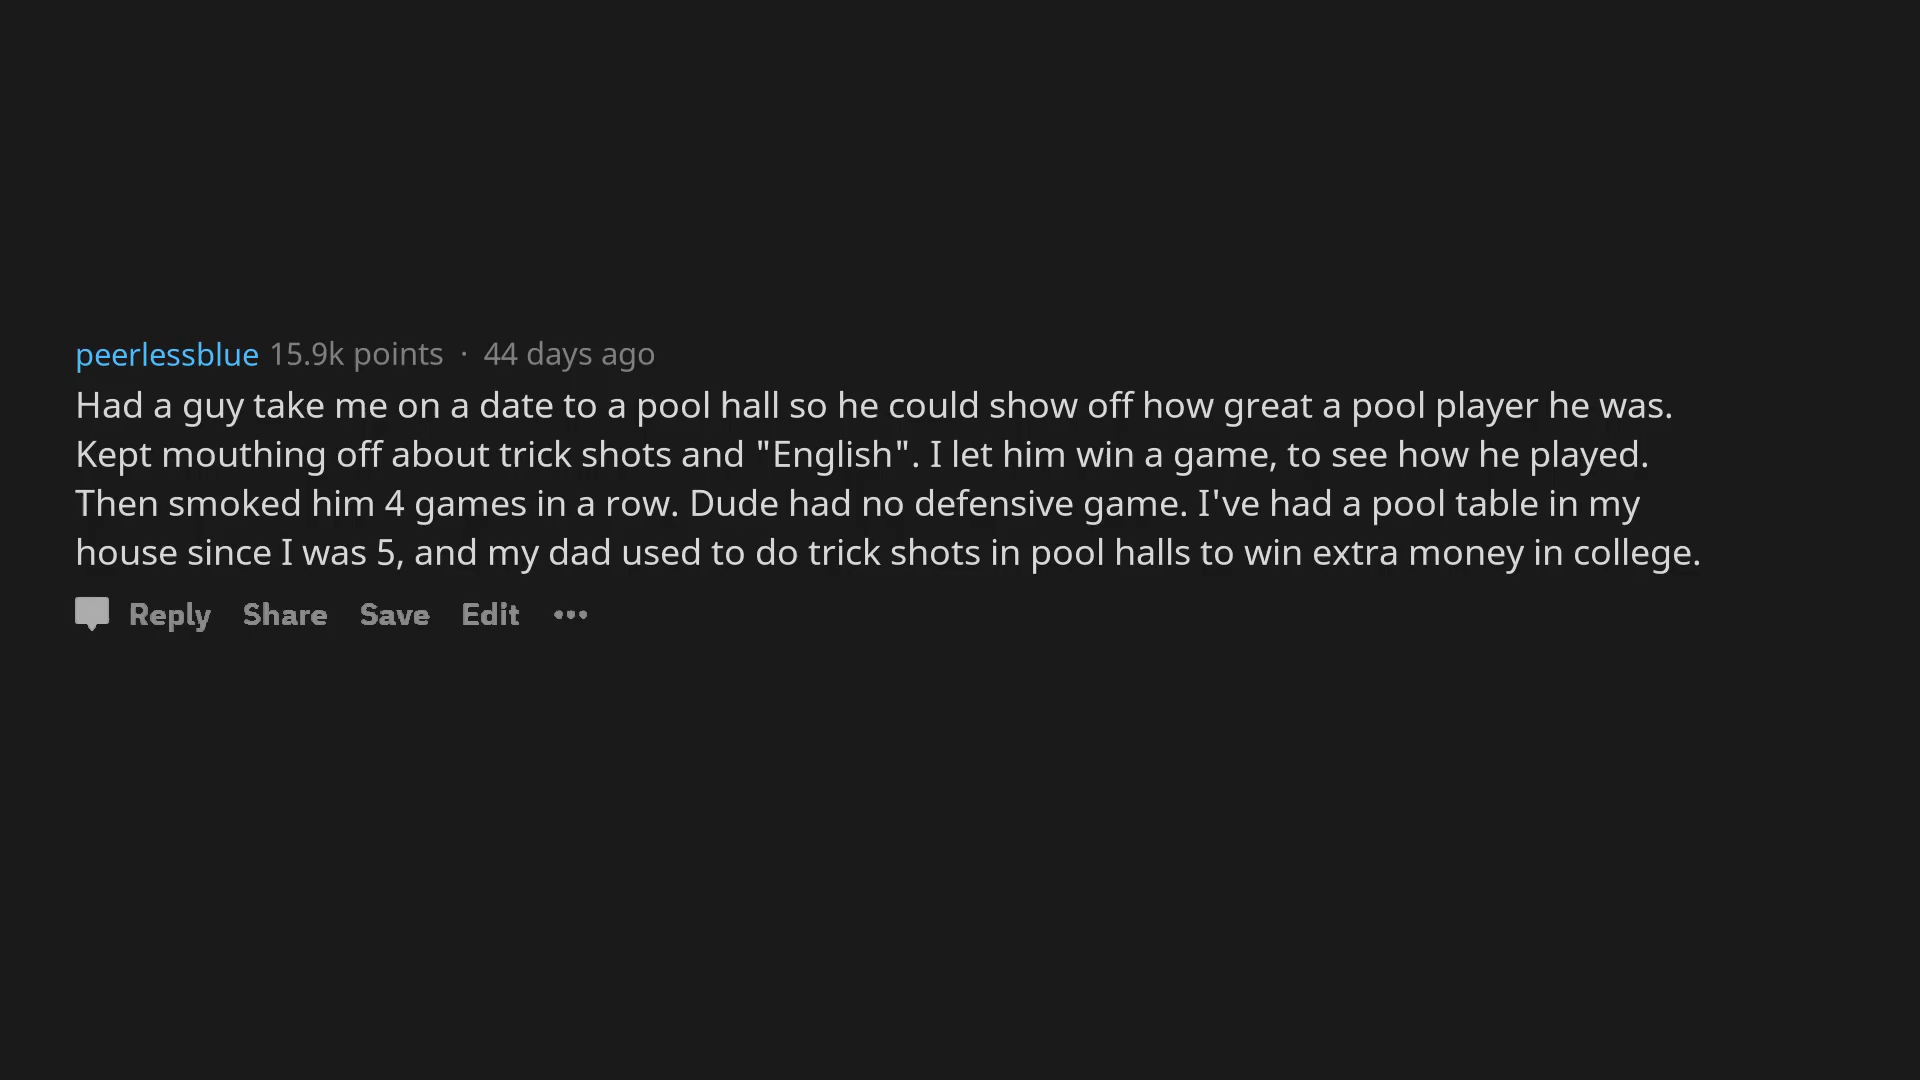 peerlessblue 15.9k points · 44 days ago
Had a guy take me on a date to a pool hall so he could show off how great a pool player he was.
Kept mouthing off about trick shots and "English". I let him win a game, to see how he played.
Then smoked him 4 games in a row. Dude had no defensive game. I've had a pool table in my
house since I was 5, and my dad used to do trick shots in pool halls to win extra money in college.
Reply Share Save Edit •••